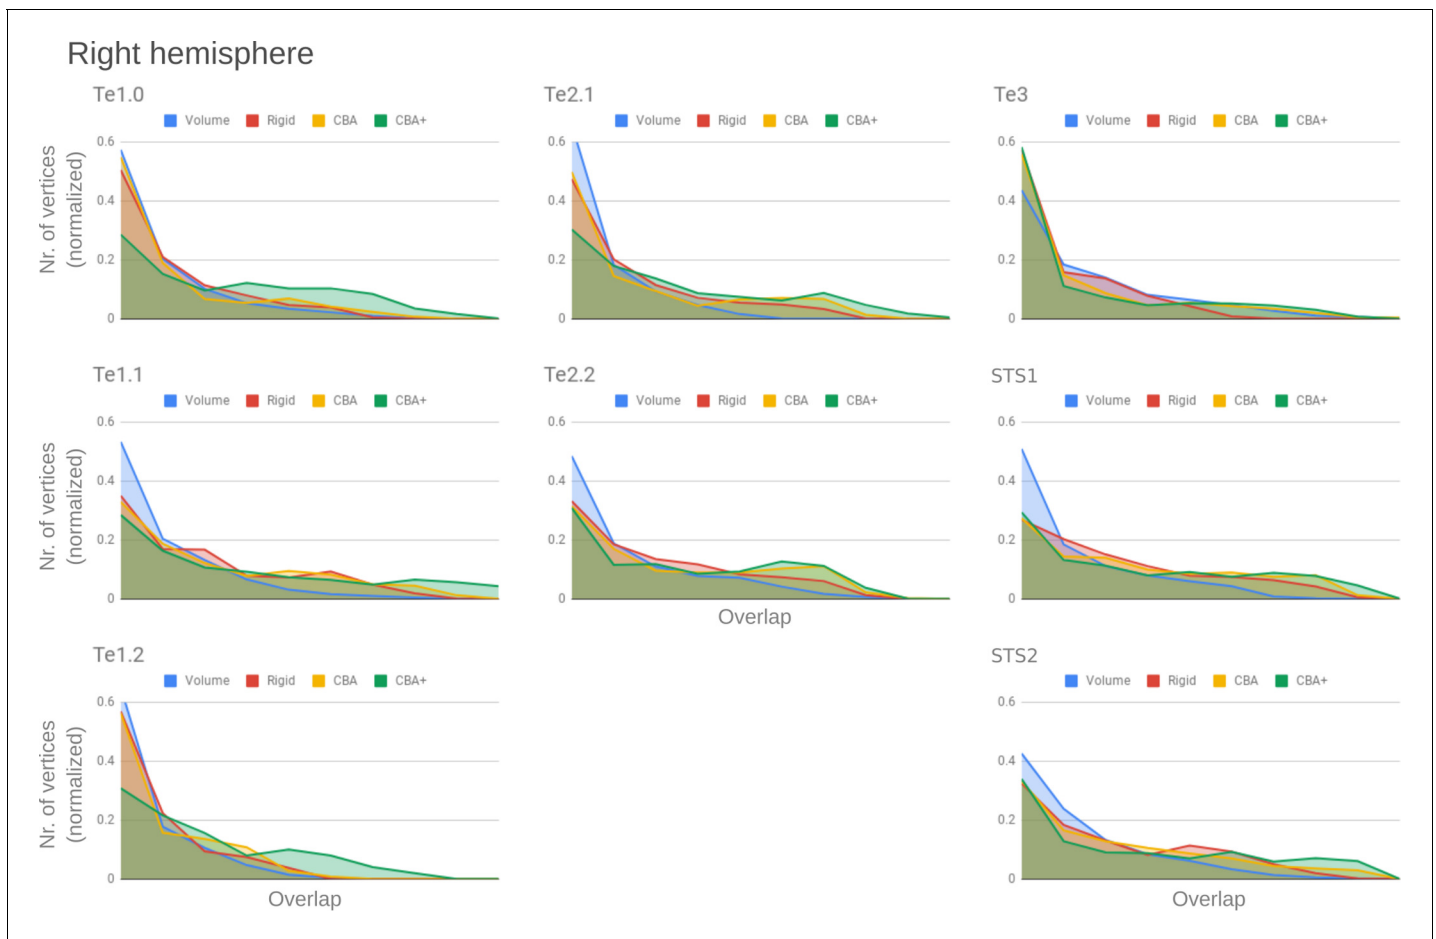 Right hemisphere
Te1.0
Volume Rigid CBA CBA+
Nr. of vertices
(normalized)
0.6
0.4
0.2
0
Te2.1
Volume Rigid CBA CBA+
0.6
0.4
0.2
0
Te3
Volume Rigid CBA CBA+
0.6
0.4
0.2
0
Te1.1
Volume Rigid CBA CBA+
Nr. of vertices
(normalized)
0.6
0.4
0.2
0
Te2.2
Volume Rigid CBA CBA+
0.6
0.4
0.2
0
Overlap
STS1
Volume Rigid CBA CBA+
0.6
0.4
0.2
0
Te1.2
Volume Rigid CBA CBA+
Nr. of vertices
(normalized)
0.6
0.4
0.2
0
Overlap
STS2
Volume Rigid CBA CBA+
0.6
0.4
0.2
0
Overlap